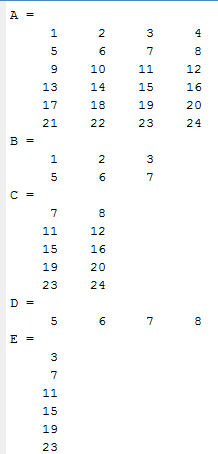 A =
1 2 3 4
5 6 7 8
9 10 11 12
13 14 15 16
17 18 19 20
21 22 23 24
B =
1 2 3
5 6 7
C =
7 8
11 12
15 16
19 20
23 24
D =
5 6 7 8
E =
3
7
11
15
19
23